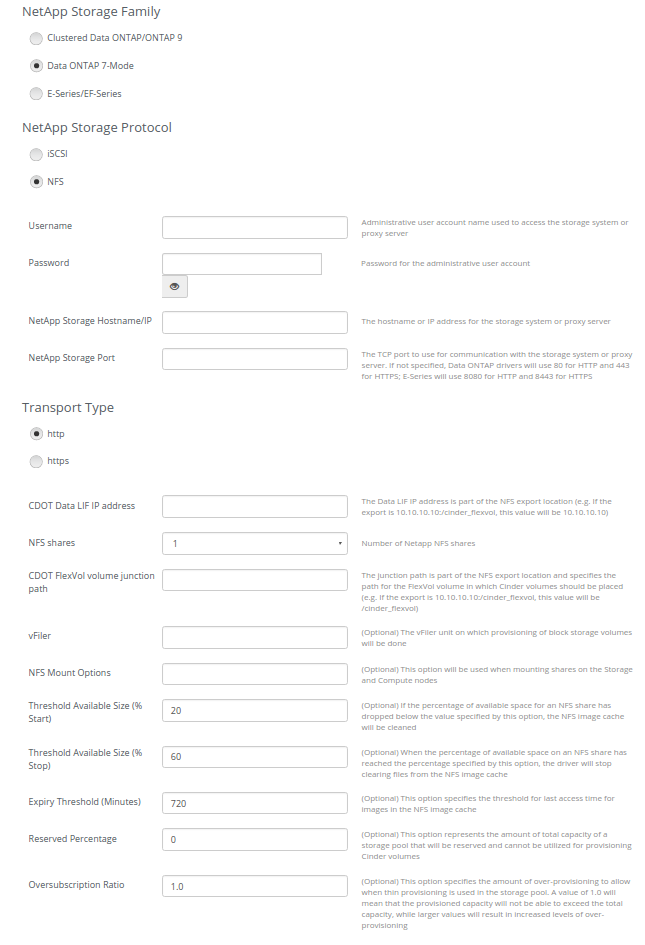 NetApp Storage Family
Clustered Data ONTAP/ONTAP 9
Data ONTAP 7-Mode
E-Series/EF-Series
NetApp Storage Protocol
iSCSI
NFS
Username
Administrative user account name used to access the storage system or
proxy server
Password
Password for the administrative user account
NetApp Storage Hostname/IP
The hostname or IP address for the storage system or proxy server
NetApp Storage Port
The TCP port to use for communication with the storage system or proxy
server. If not specified, Data ONTAP drivers will use 80 for HTTP and 443
for HTTPS; E-Series will use 8080 for HTTP and 8443 for HTTPS
Transport Type
http
https
CDOT Data LIF IP address
The Data LIF IP address is part of the NFS export location (e.g. If the
export is 10.10.10.10:/cinder_flexvol, this value will be 10.10.10.10)
NFS shares
1
Number of Netapp NFS shares
CDOT FlexVol volume junction
path
The junction path is part of the NFS export location and specifies the
path for the FlexVol volume in which Cinder volumes should be placed
(e.g. If the export is 10.10.10.10:/cinder_flexvol, this value will be
/cinder_flexvol)
vFiler
(Optional) The vFiler unit on which provisioning of block storage volumes
will be done
NFS Mount Options
(Optional) This option will be used when mounting shares on the Storage
and Compute nodes
Threshold Available Size (%
Start)
20
(Optional) If the percentage of available space for an NFS share has
dropped below the value specified by this option, the NFS image cache
will be cleaned
Threshold Available Size (%
Stop)
60
(Optional) When the percentage of available space on an NFS share has
reached the percentage specified by this option, the driver will stop
clearing files from the NFS image cache
Expiry Threshold (Minutes)
720
(Optional) This option specifies the threshold for last access time for
images in the NFS image cache
Reserved Percentage
0
(Optional) This option represents the amount of total capacity of a
storage pool that will be reserved and cannot be utilized for provisioning
Cinder volumes
Oversubscription Ratio
1.0
(Optional) This option specifies the amount of over-provisioning to allow
when thin provisioning is used in the storage pool. A value of 1.0 will
mean that the provisioned capacity will not be able to exceed the total
capacity, while larger values will result in increased levels of over-
provisioning